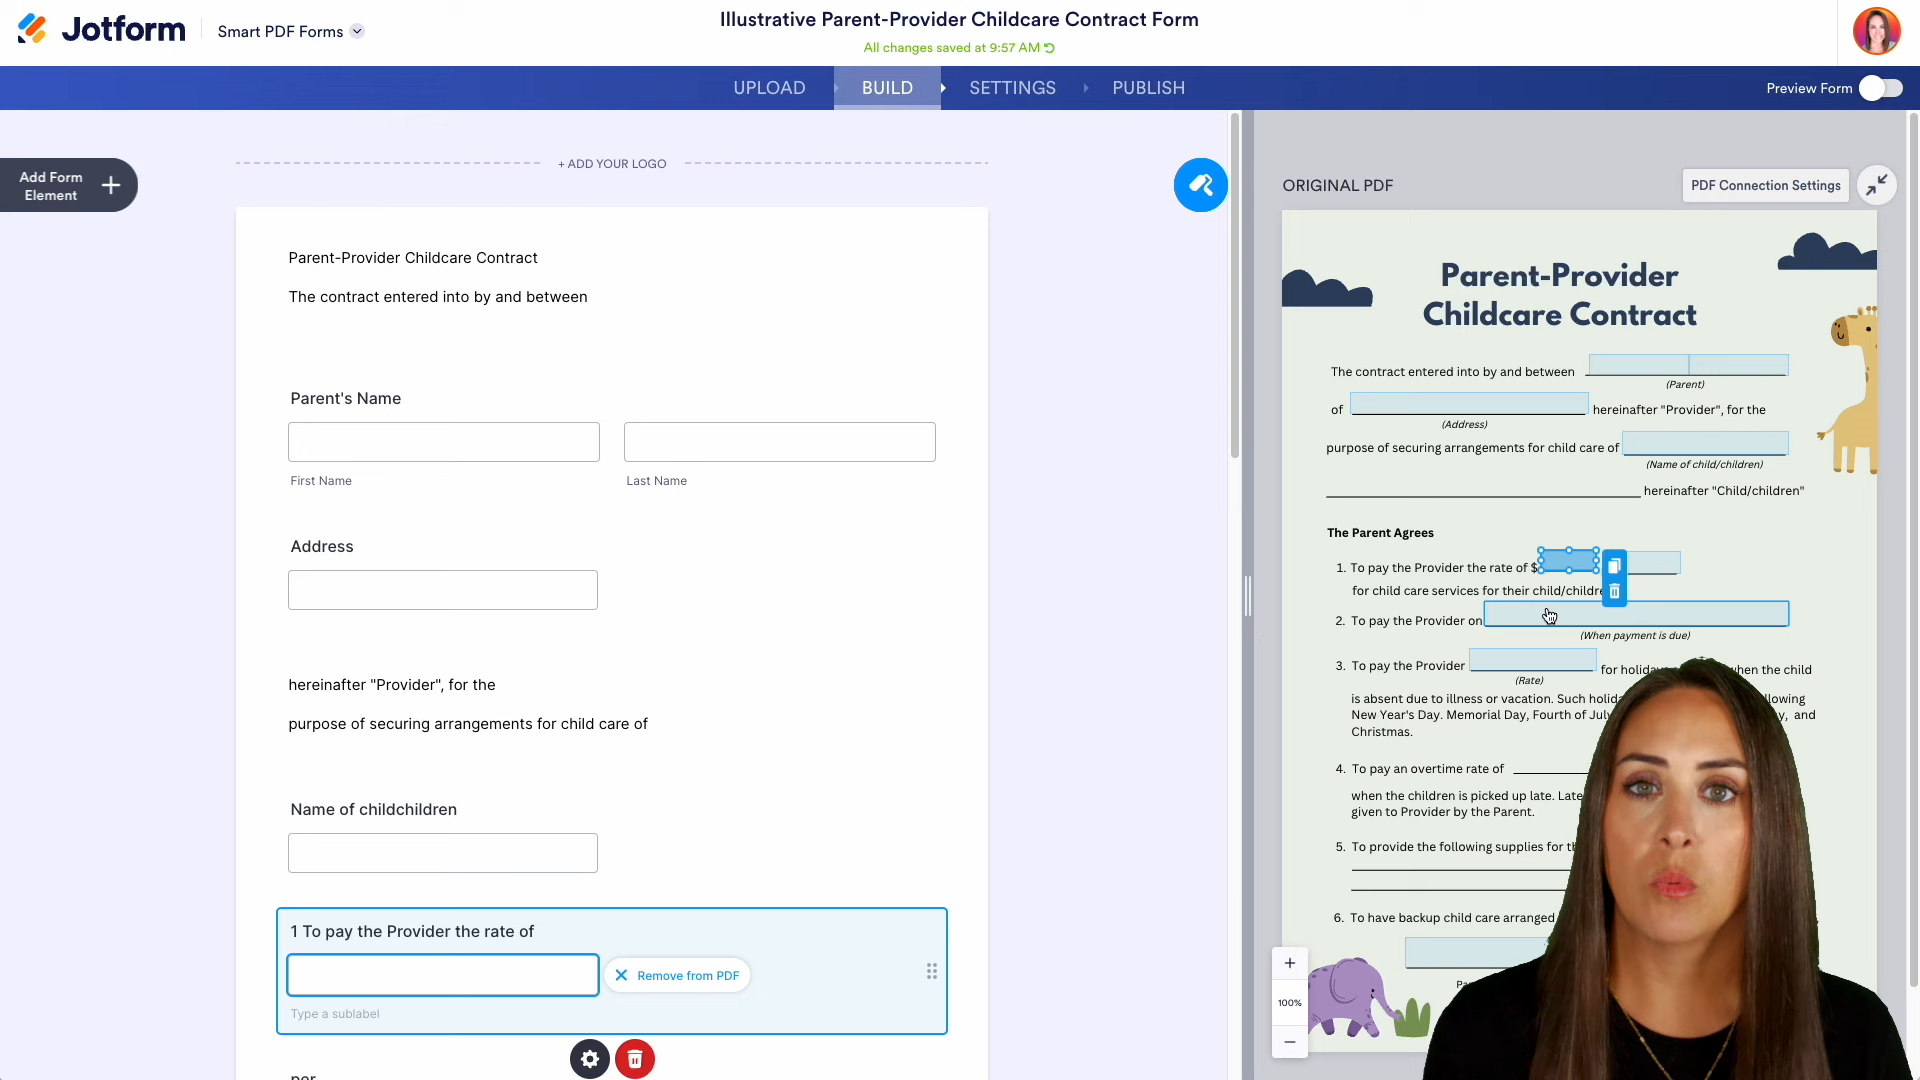 Jotform
Smart PDF Forms
Illustrative Parent-Provider Childcare Contract Form
All changes saved at 9:57 AM
UPLOAD
BUILD
SETTINGS
PUBLISH
Preview Form
Add Form
Element
+ ADD YOUR LOGO
Parent-Provider Childcare Contract
The contract entered into by and between
Parent's Name
First Name
Last Name
Address
hereinafter "Provider", for the
purpose of securing arrangements for child care of
Name of childchildren
1 To pay the Provider the rate of
Remove from PDF
Type a sublabel
per
ORIGINAL PDF
PDF Connection Settings
Parent-Provider
Childcare Contract
The contract entered into by and between
(Parent)
of hereinafter "Provider", for the
(Address)
purpose of securing arrangements for child care of
(Name of child/children)
hereinafter "Child/children"
The Parent Agrees
1. To pay the Provider the rate of $
for child care services for their child/childre
2. To pay the Provider on
(When payment is due)
3. To pay the Provider for holidays when the child
(Rate)
is absent due to illness or vacation. Such holid llowing
New Year's Day. Memorial Day, Fourth of July y, and
Christmas.
4. To pay an overtime rate of
when the children is picked up late. Late
given to Provider by the Parent.
5. To provide the following supplies for th
6. To have backup child care arranged
Pa
+
100%
−